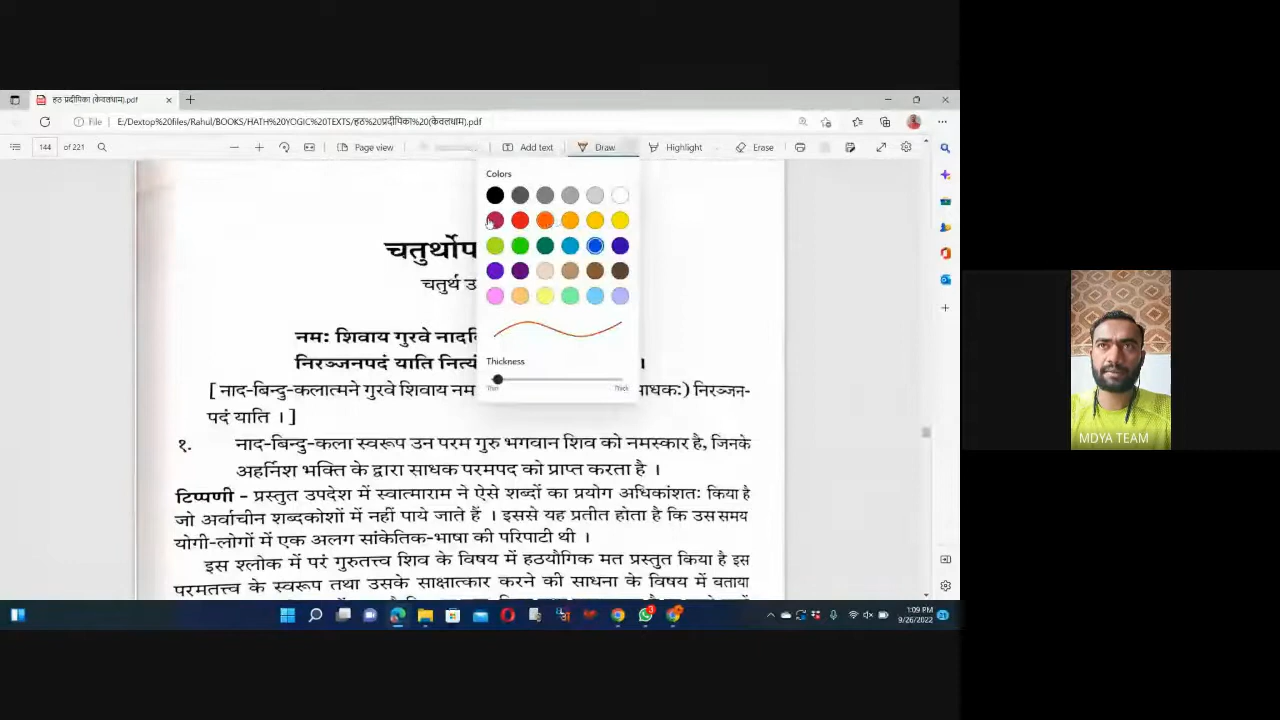 हठ प्रदीपिका (केवलधाम).pdf
File E:/Dextop%20files/Rahul/BOOKS/HATH%20YOGIC%20TEXTS/हठ%20प्रदीपिका%20(केवलधाम).pdf
144 of 221 Page view Add text Draw Highlight Erase
Colors
चतुर्थोप
चतुर्थ उ
नमः शिवाय गुरवे
निरञ्जनपदं याति
Thickness
Thin Thick
[ नाद-बिन्दु-कलात्मने गुरवे शिवाय नम साधकः) निरञ्जन-
पदं याति । ]
१. नाद-बिन्दु-कला स्वरूप उन परम गुरु भगवान शिव को नमस्कार है, जिनके
अहर्निश भक्ति के द्वारा साधक परमपद को प्राप्त करता है ।
टिप्पणी - प्रस्तुत उपदेश में स्वात्माराम ने ऐसे शब्दों का प्रयोग अधिकांशतः किया है
जो अर्वाचीन शब्दकोशों में नहीं पाये जाते हैं । इससे यह प्रतीत होता है कि उस समय
योगी-लोगों में एक अलग सांकेतिक-भाषा की परिपाटी थी ।
इस श्लोक में परं गुरुतत्त्व शिव के विषय में हठयौगिक मत प्रस्तुत किया है इस
परमतत्त्व के स्वरूप तथा उसके साक्षात्कार करने की साधना के विषय में बताया
1:09 PM
9/26/2022
MDYA TEAM